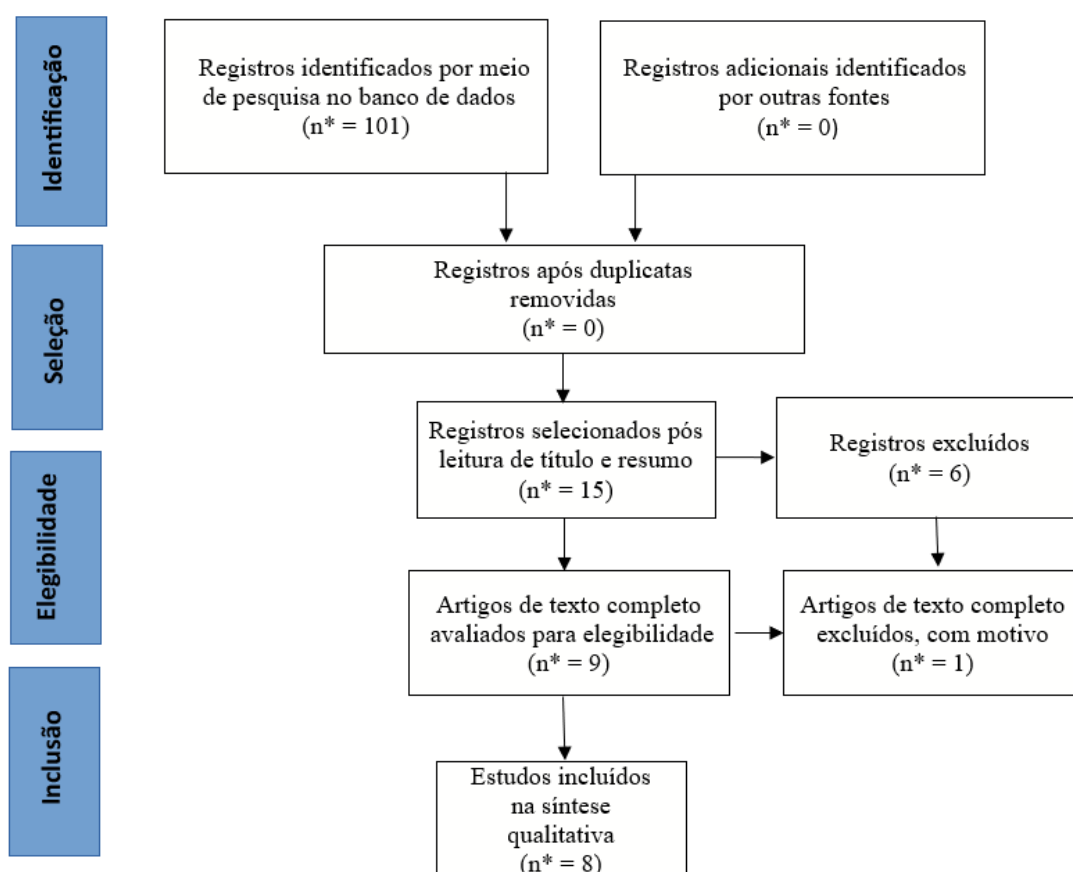 Identificação
Registros identificados por meio
de pesquisa no banco de dados
(n* = 101)
Registros adicionais identificados
por outras fontes
(n* = 0)
Seleção
Registros após duplicatas
removidas
(n* = 0)
Registros selecionados pós
leitura de título e resumo
(n* = 15)
Registros excluídos
(n* = 6)
Elegibilidade
Artigos de texto completo
avaliados para elegibilidade
(n* = 9)
Artigos de texto completo
excluídos, com motivo
(n* = 1)
Inclusão
Estudos incluídos
na síntese
qualitativa
(n* = 8)